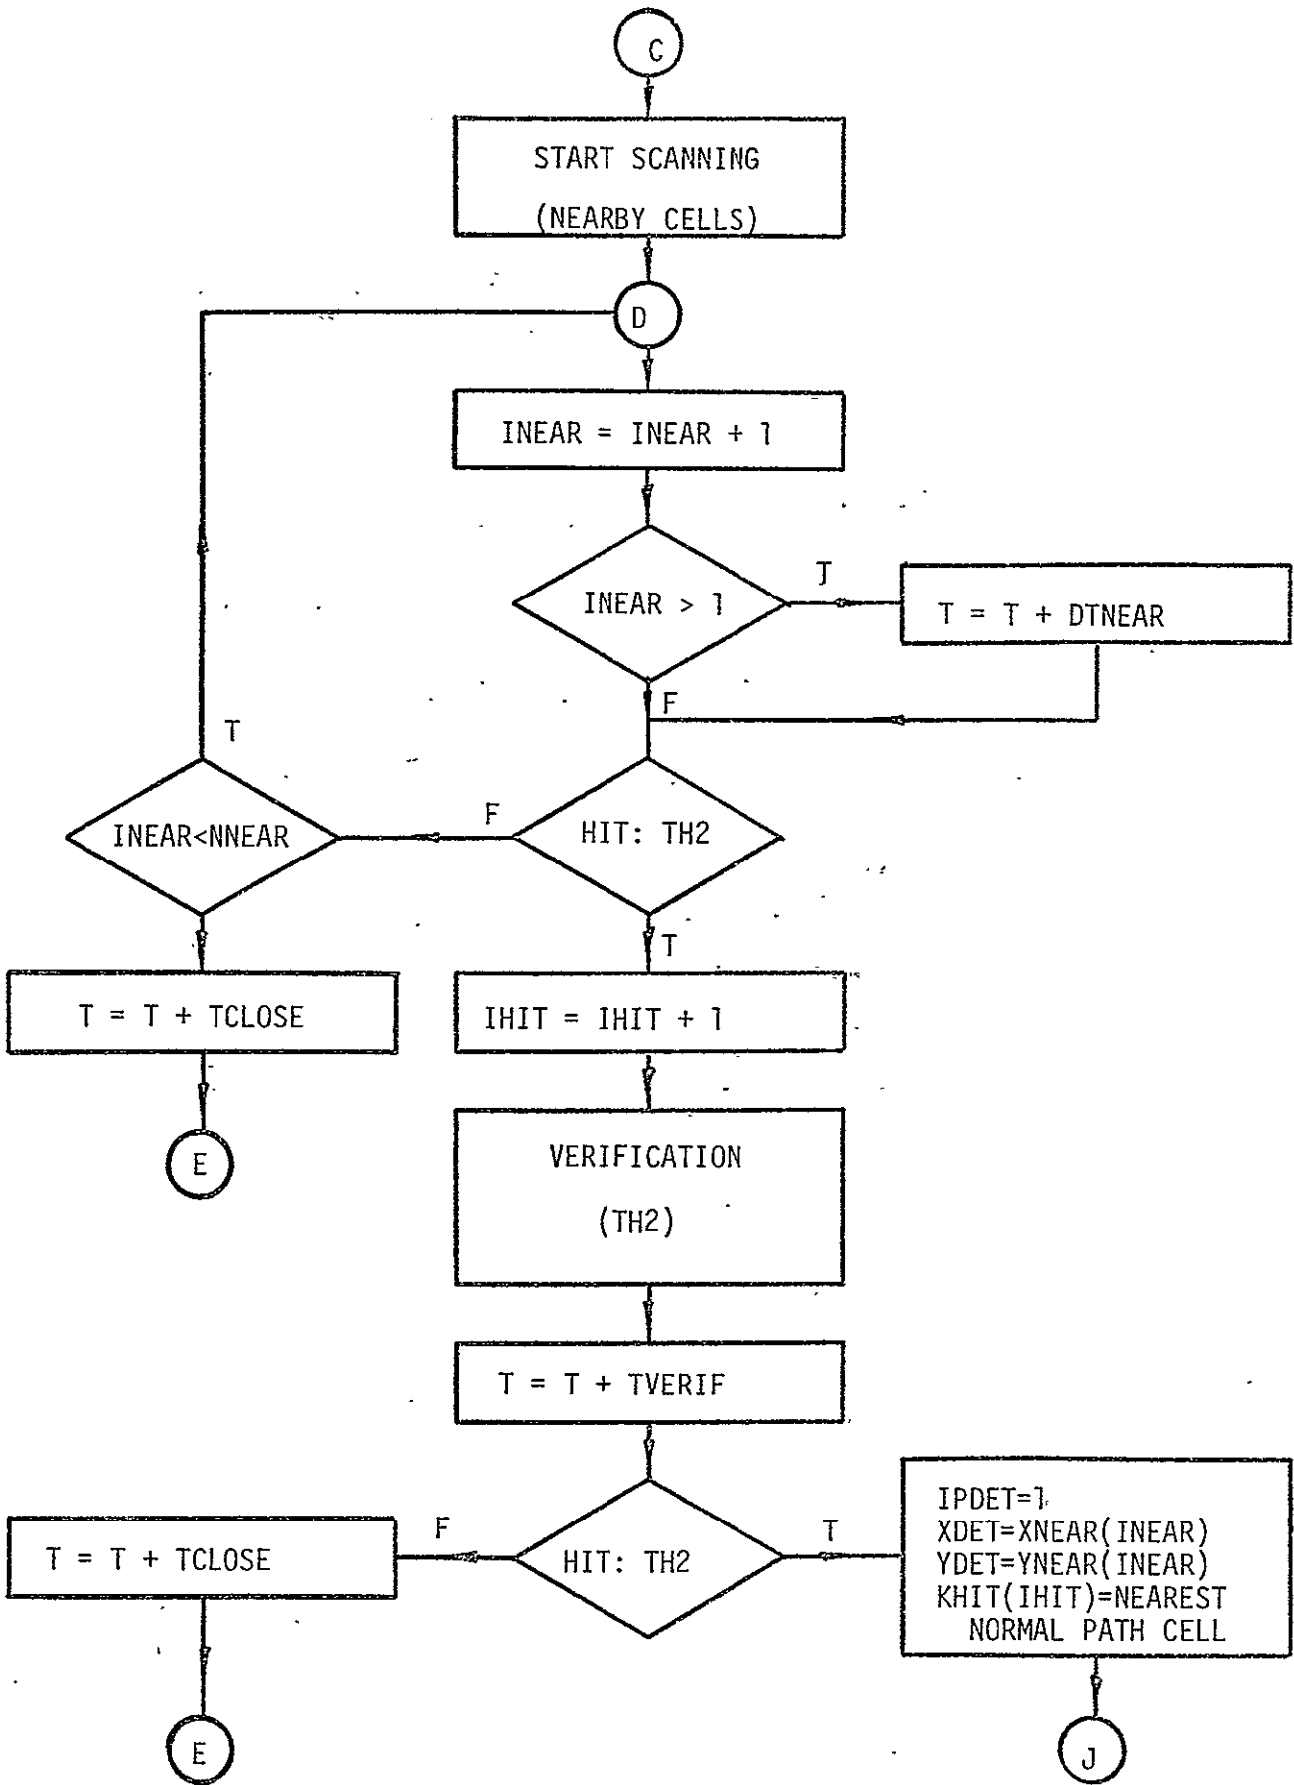 C
START SCANNING
(NEARBY CELLS)
D
INEAR = INEAR + 1
INEAR > 1
T
T = T + DTNEAR
F
T
INEAR<NNEAR
F
HIT: TH2
T
T = T + TCLOSE
IHIT = IHIT + 1
E
VERIFICATION
(TH2)
T = T + TVERIF
T = T + TCLOSE
F
HIT: TH2
T
IPDET=1
XDET=XNEAR(INEAR)
YDET=YNEAR(INEAR)
KHIT(IHIT)=NEAREST
NORMAL PATH CELL
E
J